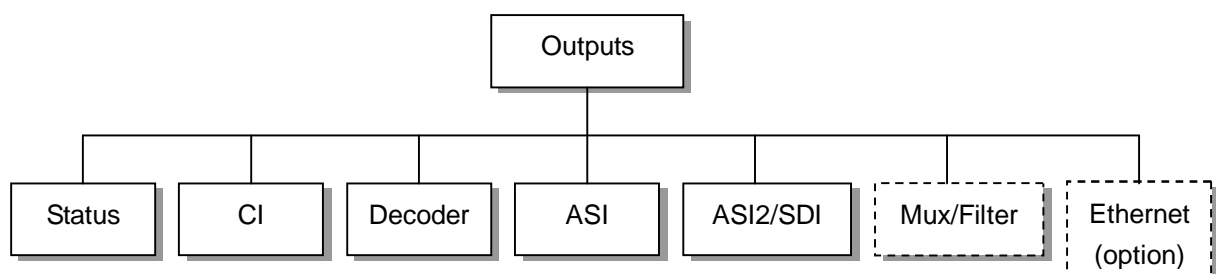 Outputs
Status
CI
Decoder
ASI
ASI2/SDI
Mux/Filter
Ethernet
(option)